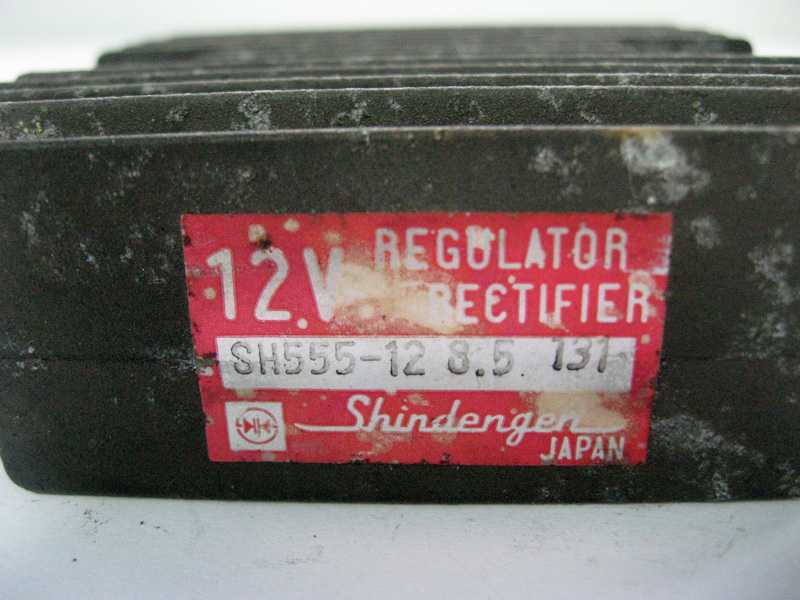 12V REGULATOR
RECTIFIER
SH555-12 8.5 131
Shindengen
JAPAN